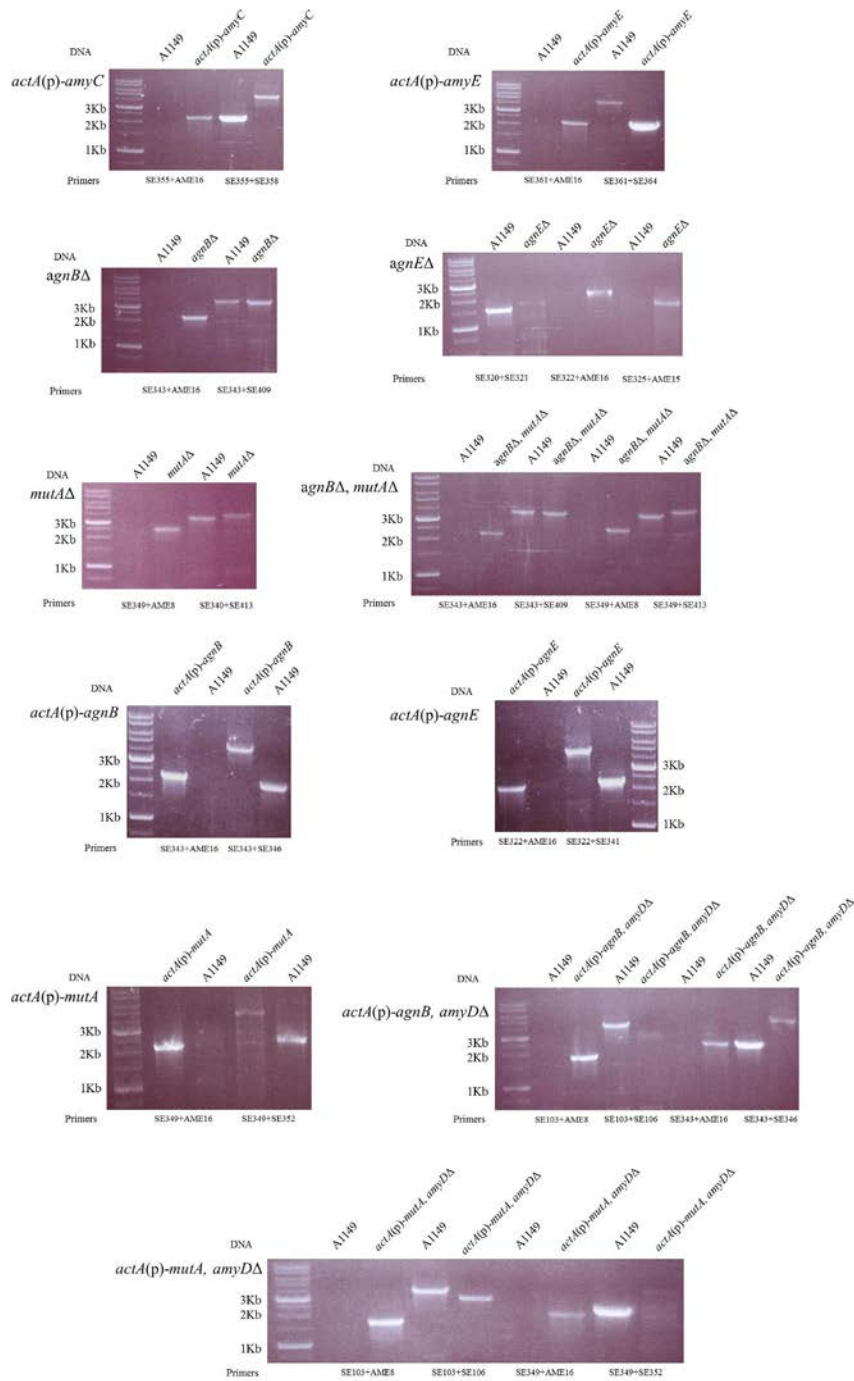 DNA A1149 actA(p)-amyC A1149 actA(p)-amyC
actA(p)-amyC
3Kb
2Kb
1Kb
Primers SE355+AME16 SE355+SE358
DNA A1149 actA(p)-amyE A1149 actA(p)-amyE
actA(p)-amyE
3Kb
2Kb
1Kb
Primers SE361+AME16 SE361+SE364
DNA A1149 agnBΔ A1149 agnBΔ
agnBΔ
3Kb
2Kb
1Kb
Primers SE343+AME16 SE343+SE409
DNA A1149 agnEΔ A1149 agnEΔ A1149 agnEΔ
agnEΔ
3Kb
2Kb
1Kb
Primers SE320+SE321 SE322+AME16 SE325+AME15
DNA A1149 mutAΔ A1149 mutAΔ
mutAΔ
3Kb
2Kb
1Kb
Primers SE349+AME8 SE340+SE413
DNA A1149 agnBΔ, mutAΔ A1149 agnBΔ, mutAΔ A1149 agnBΔ, mutAΔ A1149 agnBΔ, mutAΔ
agnBΔ, mutAΔ
3Kb
2Kb
1Kb
Primers SE343+AME16 SE343+SE409 SE349+AME8 SE349+SE413
DNA actA(p)-agnB A1149 actA(p)-agnB A1149
actA(p)-agnB
3Kb
2Kb
1Kb
Primers SE343+AME16 SE343+SE346
DNA actA(p)-agnE A1149 actA(p)-agnE A1149
actA(p)-agnE
3Kb
2Kb
1Kb
Primers SE322+AME16 SE322+SE341
DNA actA(p)-mutA A1149 actA(p)-mutA A1149
actA(p)-mutA
3Kb
2Kb
1Kb
Primers SE349+AME16 SE349+SE352
DNA A1149 actA(p)-agnB, amyDΔ A1149 actA(p)-agnB, amyDΔ A1149 actA(p)-agnB, amyDΔ A1149 actA(p)-agnB, amyDΔ
actA(p)-agnB, amyDΔ
3Kb
2Kb
1Kb
Primers SE103+AME8 SE103+SE106 SE343+AME16 SE343+SE346
DNA A1149 actA(p)-mutA, amyDΔ A1149 actA(p)-mutA, amyDΔ A1149 actA(p)-mutA, amyDΔ A1149 actA(p)-mutA, amyDΔ
actA(p)-mutA, amyDΔ
3Kb
2Kb
1Kb
Primers SE103+AME8 SE103+SE106 SE349+AME16 SE349+SE352